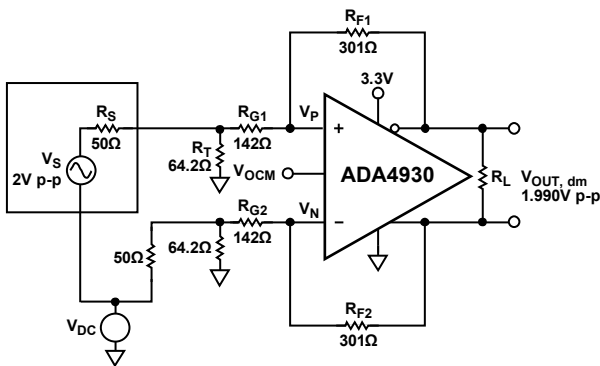 RF1
301Ω
3.3V
RS
50Ω
VS
2V p-p
RT
64.2Ω
RG1
142Ω
VP
+
VOCM
ADA4930
RL
VOUT, dm
1.990V p-p
50Ω
64.2Ω
RG2
142Ω
VN
−
VDC
RF2
301Ω